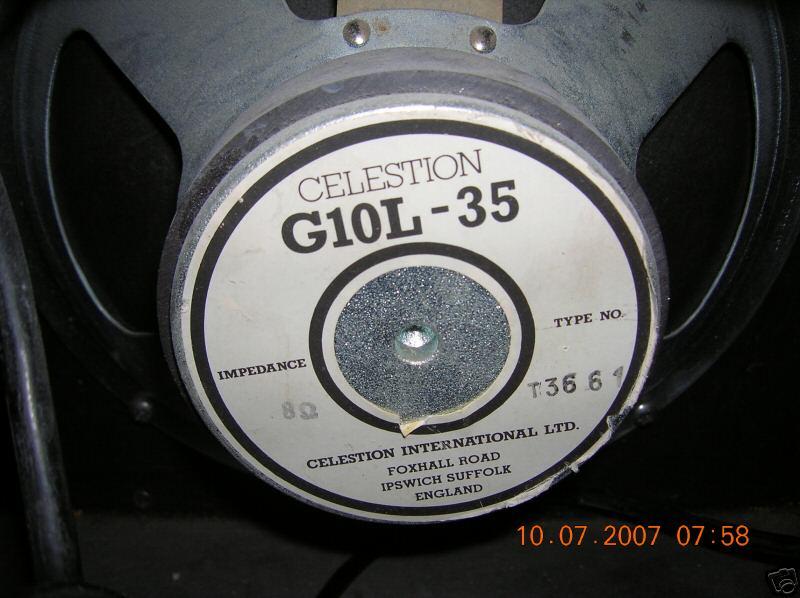 CELESTION
G10L-35
IMPEDANCE
8Ω
TYPE NO.
T3661
CELESTION INTERNATIONAL LTD.
FOXHALL ROAD
IPSWICH SUFFOLK
ENGLAND
10.07.2007 07:58